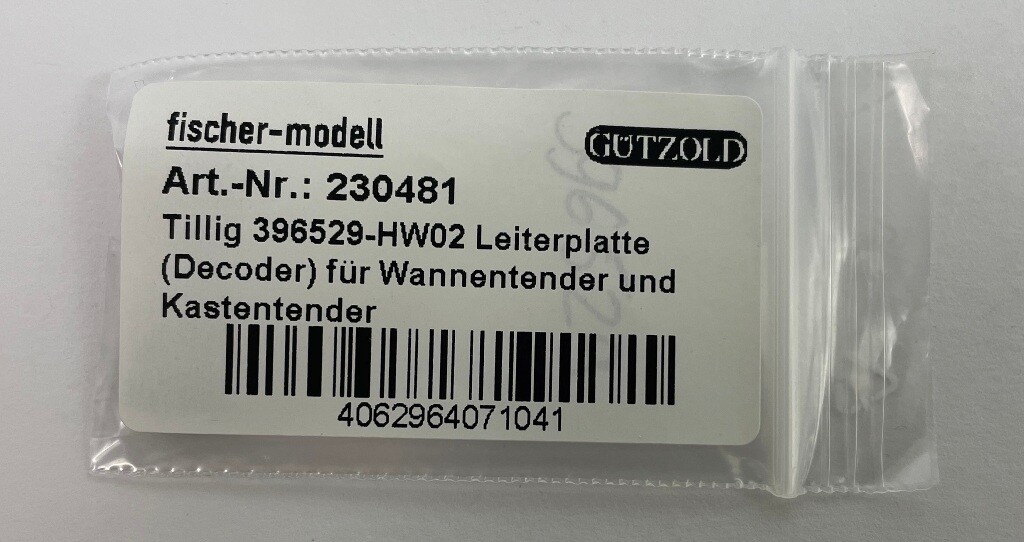 fischer-modell
GÜTZOLD
Art.-Nr.: 230481
Tillig 396529-HW02 Leiterplatte
(Decoder) für Wannentender und
Kastentender
4062964071041